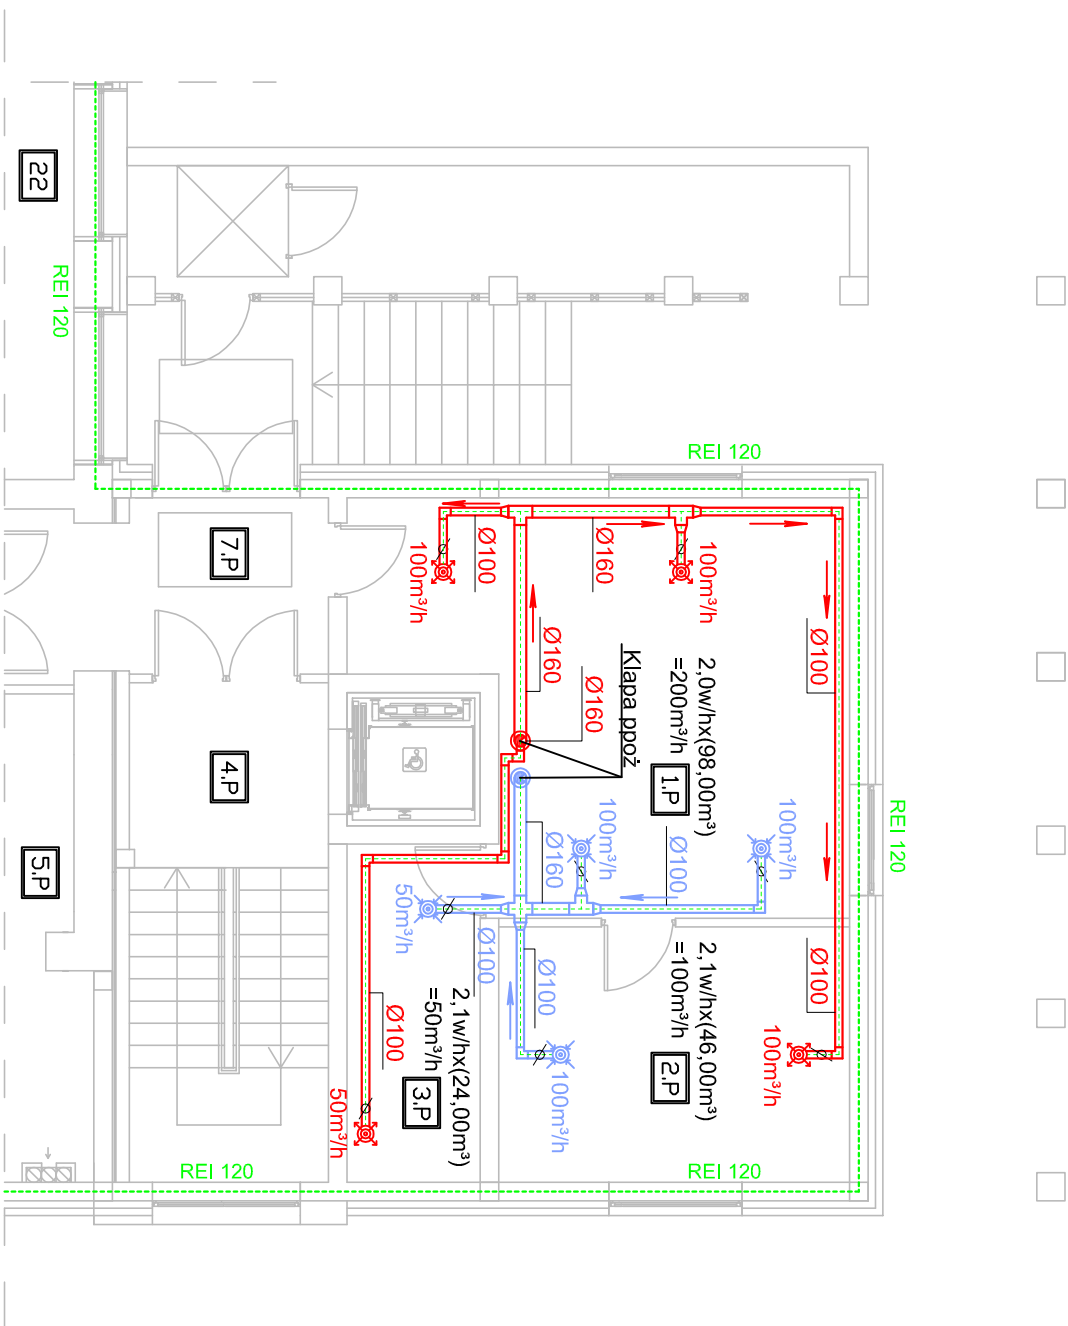 22
REI 120
REI 120
7.P
100m³/h
Ø100
Ø160
100m³/h
Ø160
Ø160
Klapa ppoż
2,0w/hx(98,00m³)
=200m³/h
1.P
Ø100
4.P
5.P
REI 120
100m³/h
100m³/h
Ø160
Ø100
50m³/h
Ø100
Ø100
2,1w/hx(46,00m³)
=100m³/h
2.P
Ø100
100m³/h
100m³/h
2,1w/hx(24,00m³)
=50m³/h
3.P
Ø100
50m³/h
REI 120
REI 120